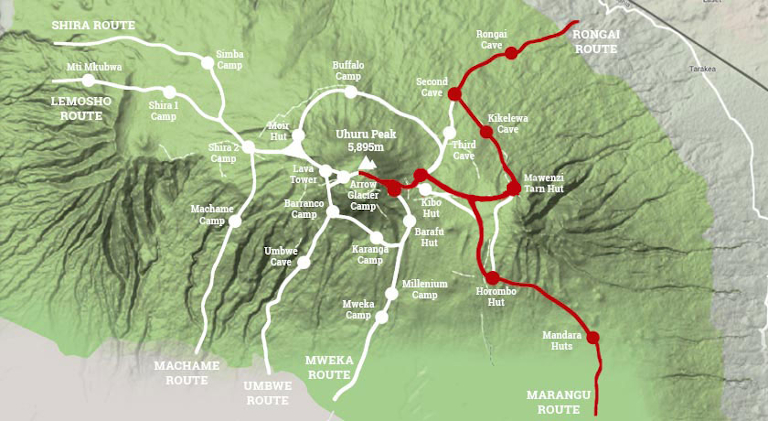 SHIRA ROUTE
Mti Mkubwa
LEMOSHO
ROUTE
Shira 1
Camp
Simba
Camp
Shira 2
Camp
Moir
Hut
Buffalo
Camp
Uhuru Peak
5,895m
Lava
Tower
Arrow
Glacier
Camp
Barranco
Camp
Machame
Camp
Umbwe
Cave
Karanga
Camp
Barafu
Hut
Kibo
Hut
Third
Cave
Second
Cave
Rongai
Cave
RONGAI
ROUTE
Tarakea
Kikelewa
Cave
Mawenzi
Tarn Hut
Horombo
Hut
Millenium
Camp
Mweka
Camp
Mandara
Huts
MACHAME
ROUTE
UMBWE
ROUTE
MWEKA
ROUTE
MARANGU
ROUTE